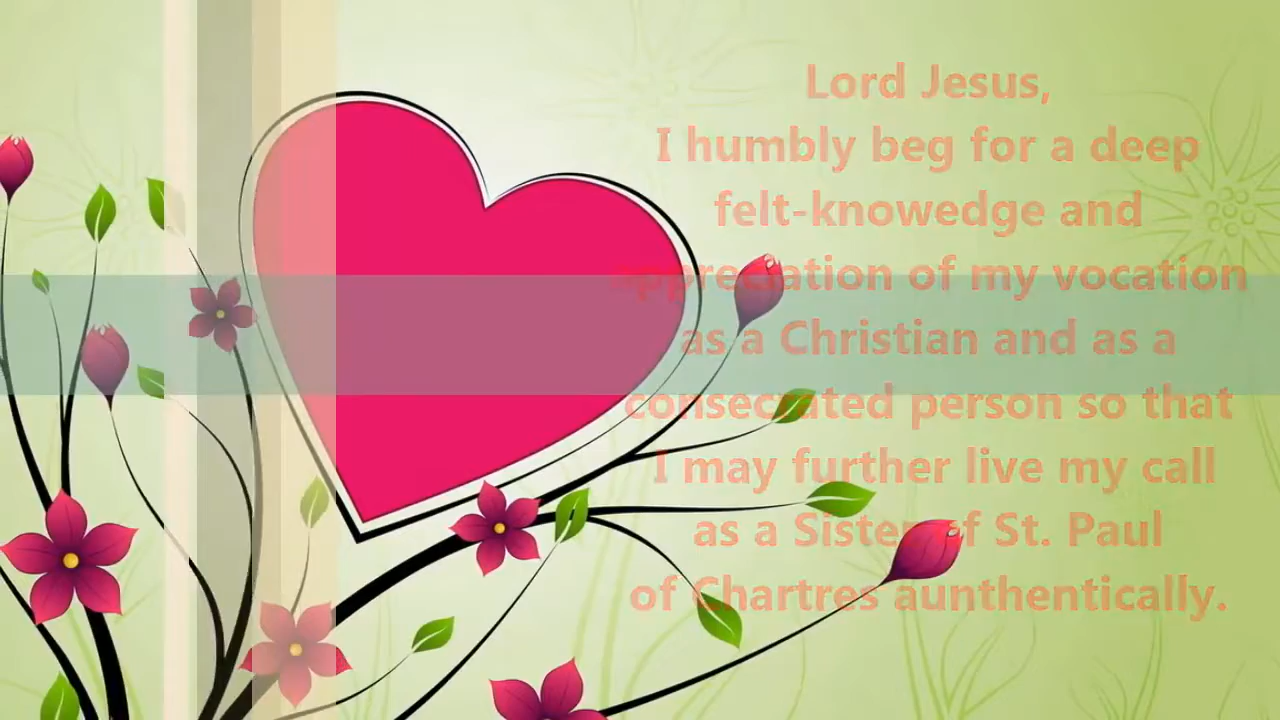 Lord Jesus,
I humbly beg for a deep
felt-knowedge and
appreciation of my vocation
as a Christian and as a
consecrated person so that
I may further live my call
as a Sister of St. Paul
of Chartres aunthentically.